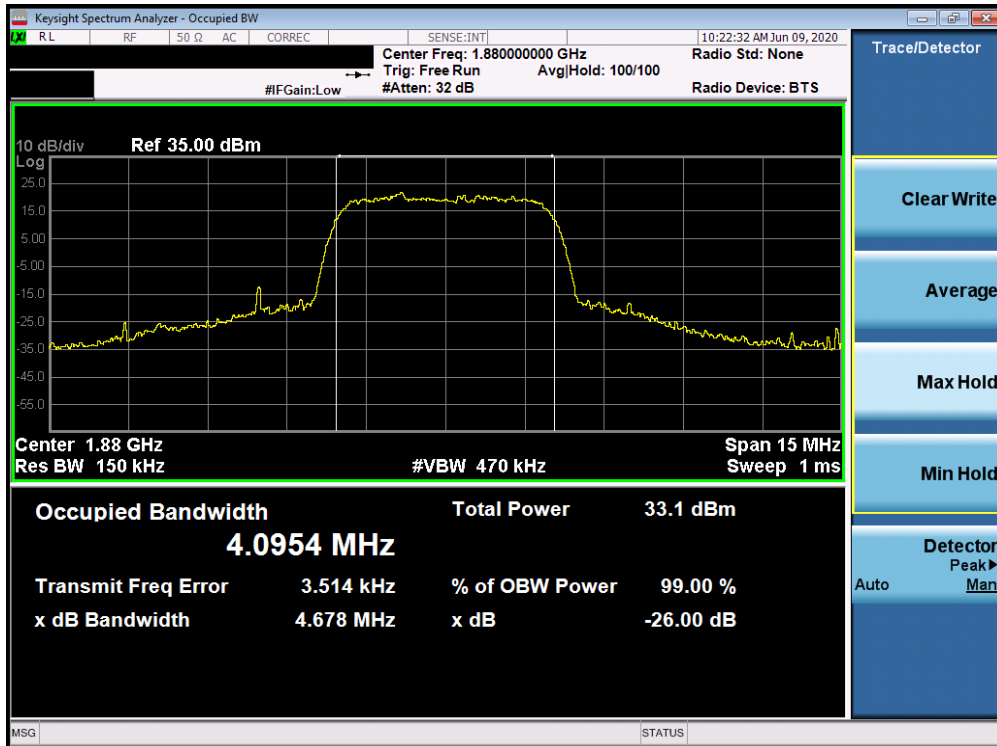 Keysight Spectrum Analyzer - Occupied BW
LXI RL RF 50 Ω AC CORREC SENSE:INT 10:22:32 AM Jun 09, 2020
Center Freq: 1.880000000 GHz Radio Std: None
Trig: Free Run Avg|Hold: 100/100
#IFGain:Low #Atten: 32 dB Radio Device: BTS
10 dB/div Ref 35.00 dBm
Log
25.0
15.0
5.00
-5.00
-15.0
-25.0
-35.0
-45.0
-55.0
Center 1.88 GHz Span 15 MHz
Res BW 150 kHz #VBW 470 kHz Sweep 1 ms
Occupied Bandwidth Total Power 33.1 dBm
4.0954 MHz
Transmit Freq Error 3.514 kHz % of OBW Power 99.00 %
x dB Bandwidth 4.678 MHz x dB -26.00 dB
MSG STATUS
Trace/Detector
Clear Write
Average
Max Hold
Min Hold
Detector
Peak▶
Auto Man